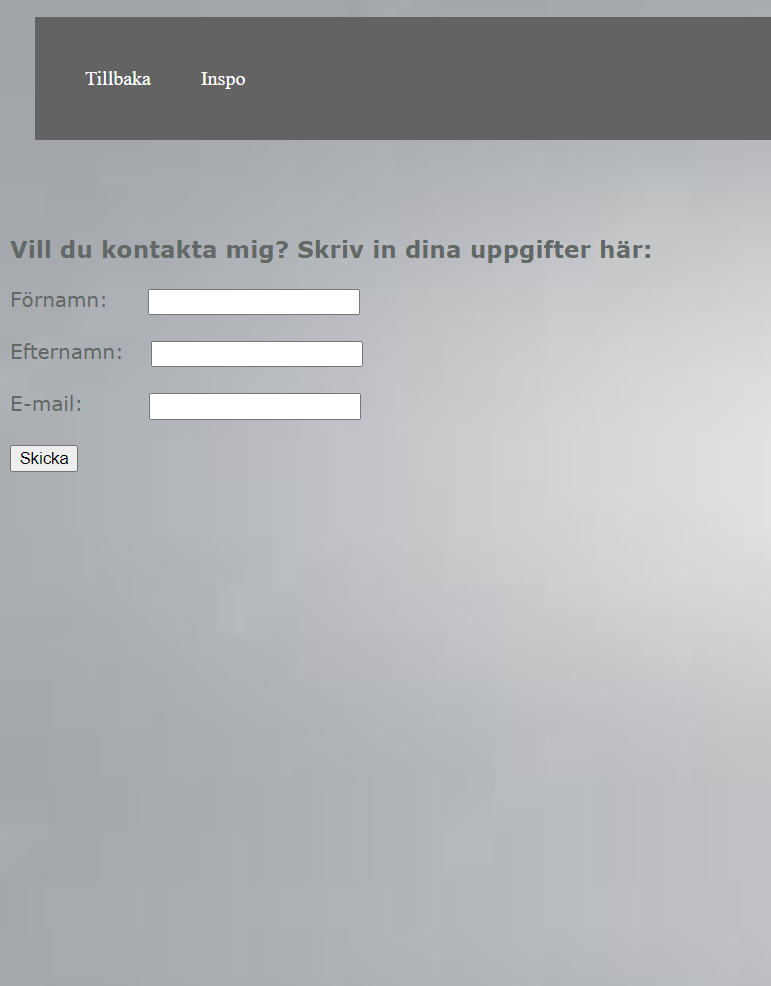 Tillbaka Inspo
Vill du kontakta mig? Skriv in dina uppgifter här:
Förnamn:
Efternamn:
E-mail:
Skicka